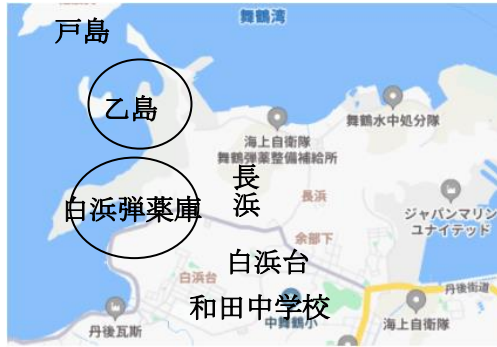 戸島
舞鶴湾
乙島
舞鶴水中処分隊
海上自衛隊
舞鶴弾薬整備補給所
長浜
白浜弾薬庫
長浜
ジャパンマリン
ユナイテッド
余部下
白浜台
白浜台
丹後街道
和田中学校
中舞鶴小
海上自衛隊
丹後瓦斯